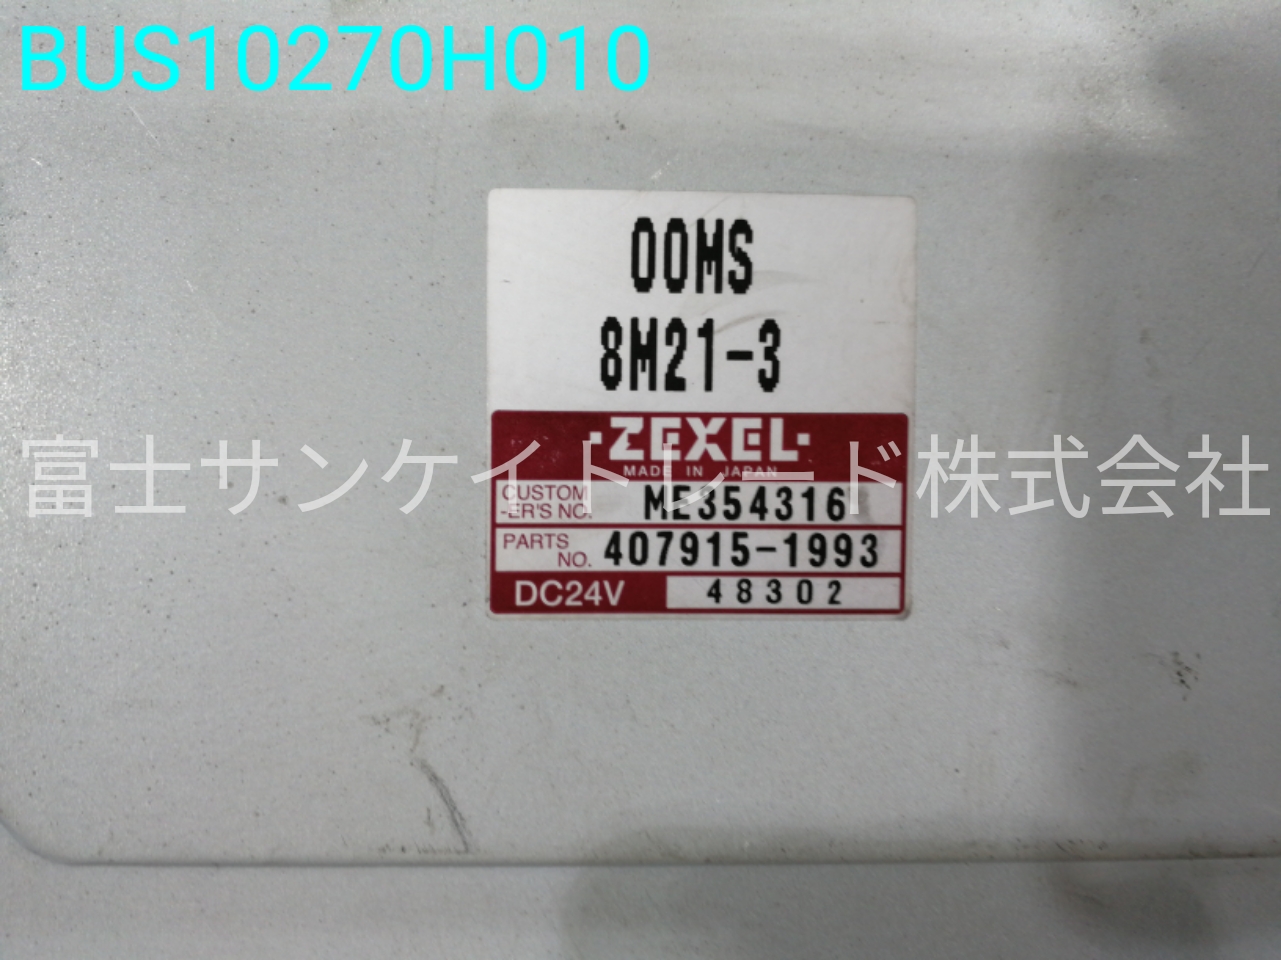 BUS10270H010
00MS
8M21-3
·ZEXEL·
MADE IN JAPAN
富士サンケイトレード株式会社
CUSTOM
-ER'S NO. ME354316
PARTS
NO. 407915-1993
DC24V 48302